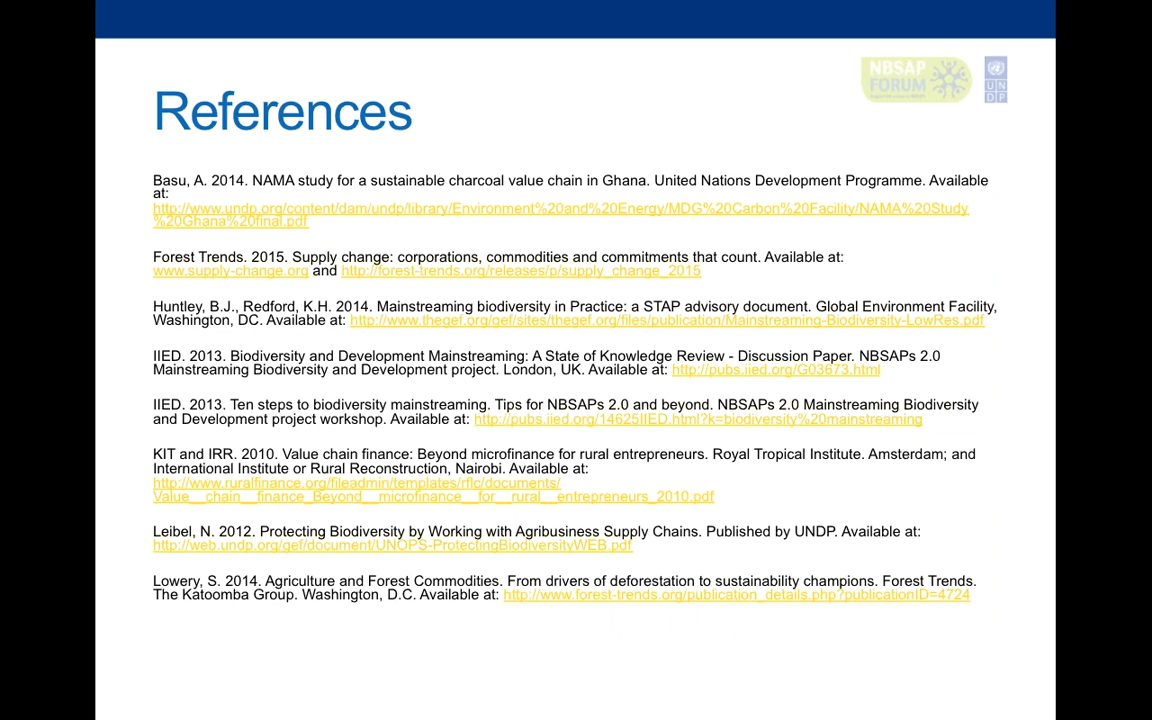 NBSAP
FORUM
UN
DP
References
Basu, A. 2014. NAMA study for a sustainable charcoal value chain in Ghana. United Nations Development Programme. Available
at:
http://www.undp.org/content/dam/undp/library/Environment%20and%20Energy/MDG%20Carbon%20Facility/NAMA%20Study
%20Ghana%20final.pdf
Forest Trends. 2015. Supply change: corporations, commodities and commitments that count. Available at:
www.supply-change.org and http://forest-trends.org/releases/p/supply_change_2015
Huntley, B.J., Redford, K.H. 2014. Mainstreaming biodiversity in Practice: a STAP advisory document. Global Environment Facility,
Washington, DC. Available at: http://www.thegef.org/gef/sites/thegef.org/files/publication/Mainstreaming-Biodiversity-LowRes.pdf
IIED. 2013. Biodiversity and Development Mainstreaming: A State of Knowledge Review - Discussion Paper. NBSAPs 2.0
Mainstreaming Biodiversity and Development project. London, UK. Available at: http://pubs.iied.org/G03673.html
IIED. 2013. Ten steps to biodiversity mainstreaming. Tips for NBSAPs 2.0 and beyond. NBSAPs 2.0 Mainstreaming Biodiversity
and Development project workshop. Available at: http://pubs.iied.org/14625IIED.html?k=biodiversity%20mainstreaming
KIT and IRR. 2010. Value chain finance: Beyond microfinance for rural entrepreneurs. Royal Tropical Institute. Amsterdam; and
International Institute or Rural Reconstruction, Nairobi. Available at:
http://www.ruralfinance.org/fileadmin/templates/rflc/documents/
Value__chain__finance_Beyond__microfinance__for__rural__entrepreneurs_2010.pdf
Leibel, N. 2012. Protecting Biodiversity by Working with Agribusiness Supply Chains. Published by UNDP. Available at:
http://web.undp.org/gef/document/UNOPS-ProtectingBiodiversityWEB.pdf
Lowery, S. 2014. Agriculture and Forest Commodities. From drivers of deforestation to sustainability champions. Forest Trends.
The Katoomba Group. Washington, D.C. Available at: http://www.forest-trends.org/publication_details.php?publicationID=4724